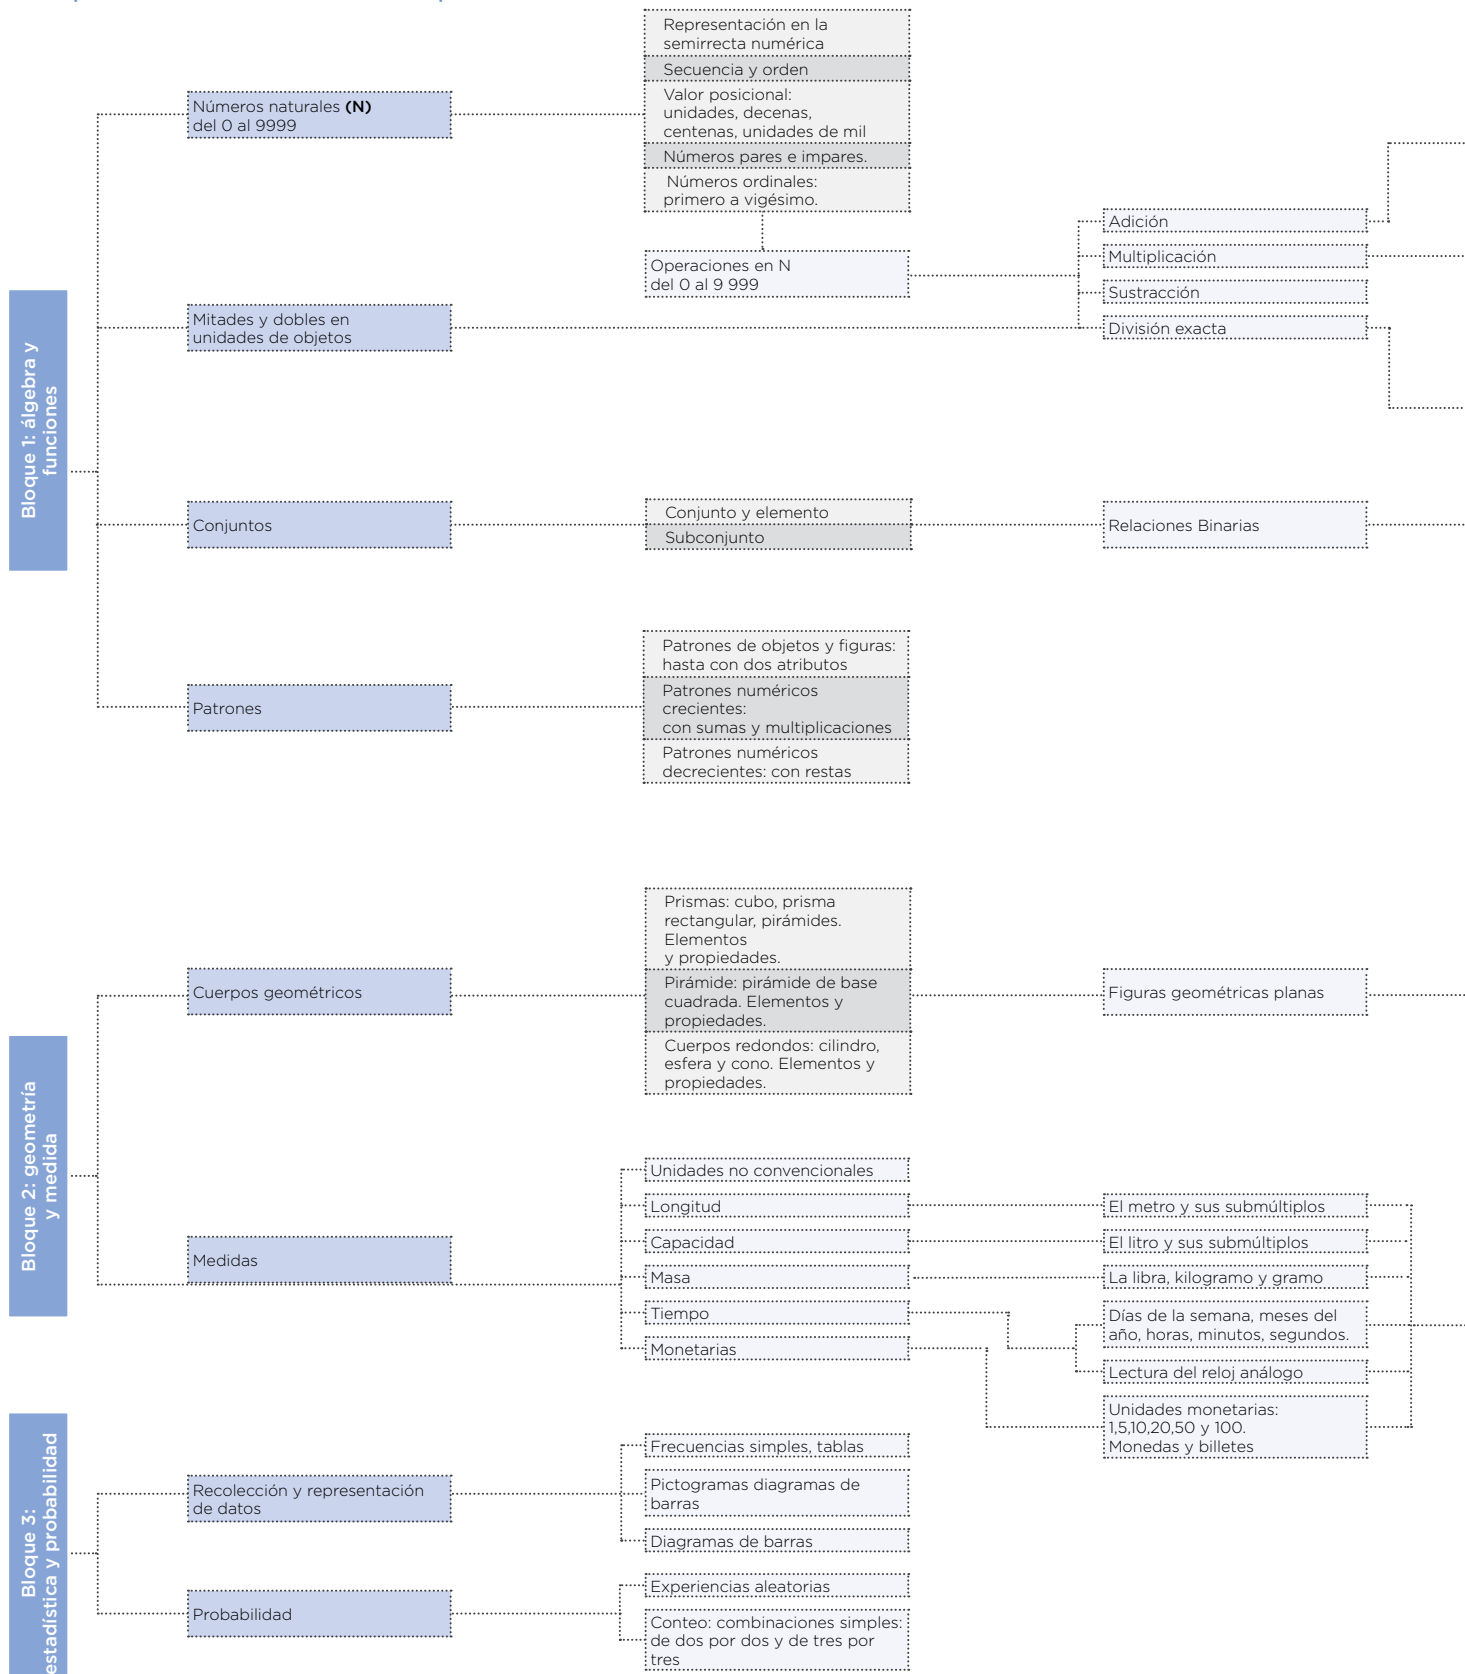 Bloque 1: álgebra y
funciones
Números naturales (N)
del 0 al 9999
Representación en la
semirrecta numérica
Secuencia y orden
Valor posicional:
unidades, decenas,
centenas, unidades de mil
Números pares e impares.
Números ordinales:
primero a vigésimo.
Operaciones en N
del 0 al 9 999
Adición
Multiplicación
Sustracción
División exacta
Mitades y dobles en
unidades de objetos
Conjuntos
Conjunto y elemento
Subconjunto
Relaciones Binarias
Patrones
Patrones de objetos y figuras:
hasta con dos atributos
Patrones numéricos
crecientes:
con sumas y multiplicaciones
Patrones numéricos
decrecientes: con restas
Bloque 2: geometría
y medida
Cuerpos geométricos
Prismas: cubo, prisma
rectangular, pirámides.
Elementos
y propiedades.
Pirámide: pirámide de base
cuadrada. Elementos y
propiedades.
Cuerpos redondos: cilindro,
esfera y cono. Elementos y
propiedades.
Figuras geométricas planas
Medidas
Unidades no convencionales
Longitud
El metro y sus submúltiplos
Capacidad
El litro y sus submúltiplos
Masa
La libra, kilogramo y gramo
Tiempo
Días de la semana, meses del
año, horas, minutos, segundos.
Lectura del reloj análogo
Monetarias
Unidades monetarias:
1,5,10,20,50 y 100.
Monedas y billetes
Bloque 3:
estadística y probabilidad
Recolección y representación
de datos
Frecuencias simples, tablas
Pictogramas diagramas de
barras
Diagramas de barras
Probabilidad
Experiencias aleatorias
Conteo: combinaciones simples:
de dos por dos y de tres por
tres